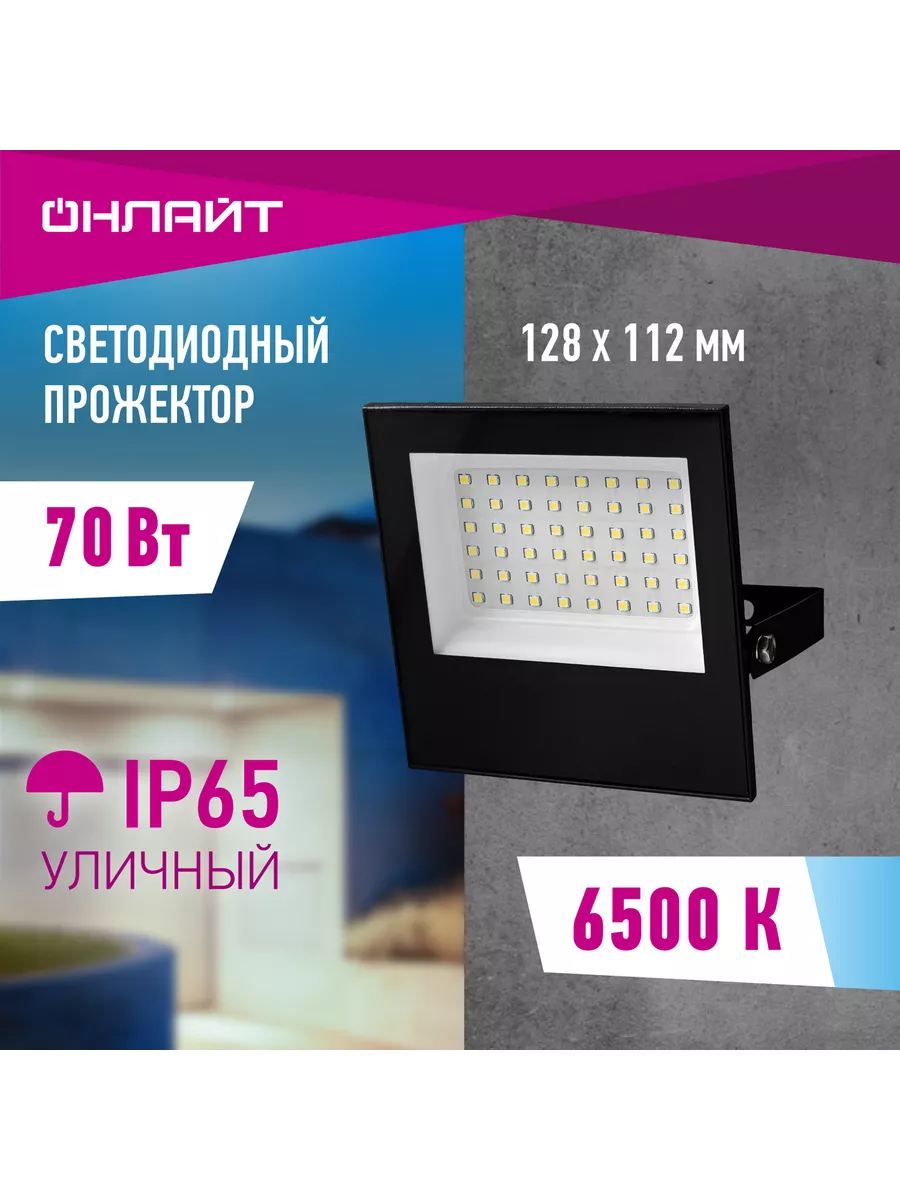 ОНЛАЙТ
СВЕТОДИОДНЫЙ
ПРОЖЕКТОР
128 х 112 мм
70 Вт
IP65
УЛИЧНЫЙ
6500 К